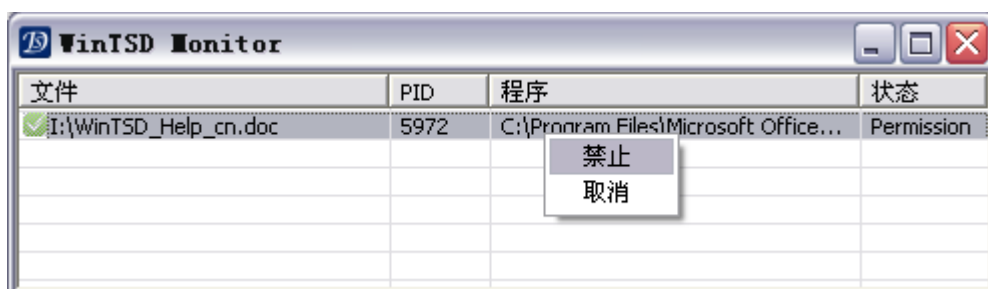 WinTSD Monitor
文件 PID 程序 状态
I:\WinTSD_Help_cn.doc 5972 C:\Program Files\Microsoft Office... Permission
禁止
取消